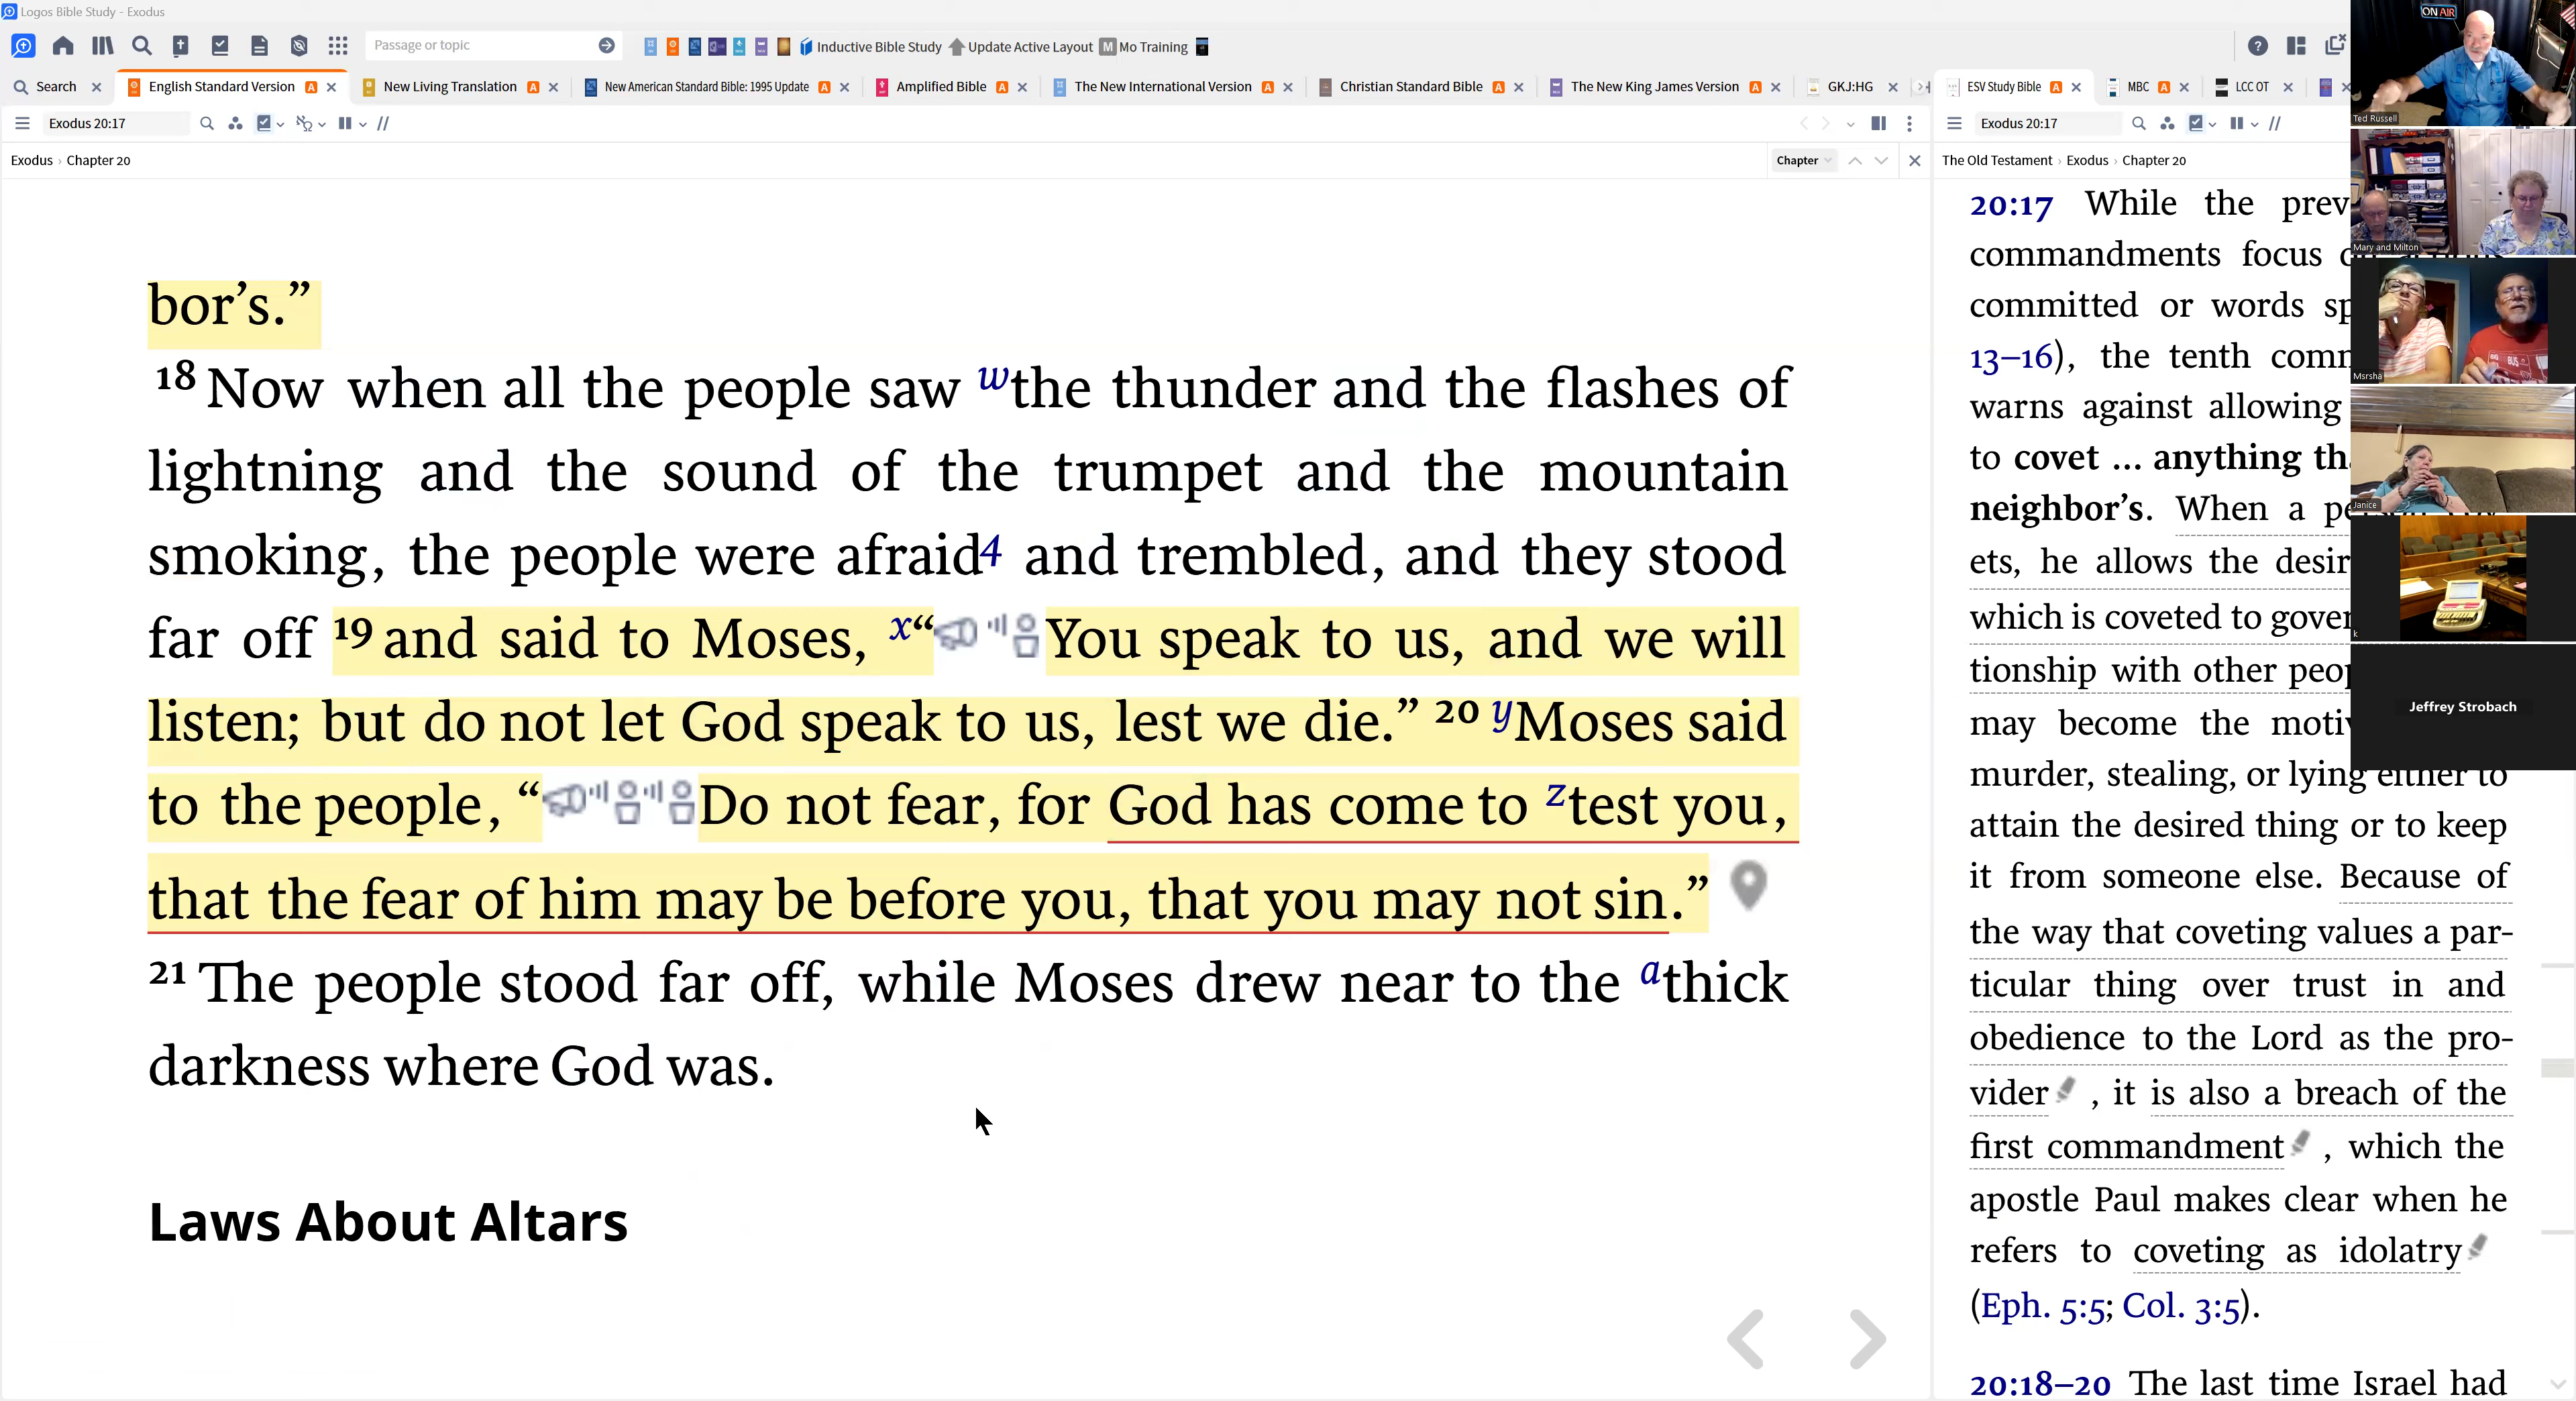 Logos Bible Study - Exodus
Passage or topic
Inductive Bible Study Update Active Layout M Mo Training
Search English Standard Version A New Living Translation A New American Standard Bible: 1995 Update A Amplified Bible A The New International Version A Christian Standard Bible A The New King James Version A GKJ:HG
Exodus 20:17
Exodus › Chapter 20
Chapter
bor’s.”
18 Now when all the people saw w the thunder and the flashes of
lightning and the sound of the trumpet and the mountain
smoking, the people were afraid4 and trembled, and they stood
far off 19 and said to Moses, x“You speak to us, and we will
listen; but do not let God speak to us, lest we die.” 20 y Moses said
to the people, “Do not fear, for God has come to z test you,
that the fear of him may be before you, that you may not sin.”
21 The people stood far off, while Moses drew near to the a thick
darkness where God was.
Laws About Altars
ESV Study Bible A MBC A LCC OT
Exodus 20:17
The Old Testament › Exodus › Chapter 20
20:17 While the prev
commandments focus
committed or words sp
13–16), the tenth com
warns against allowing
to covet ... anything th
neighbor’s. When a pe
ets, he allows the desir
which is coveted to gover
tionship with other peop
may become the motiv
murder, stealing, or lying either to
attain the desired thing or to keep
it from someone else. Because of
the way that coveting values a par-
ticular thing over trust in and
obedience to the Lord as the pro-
vider, it is also a breach of the
first commandment, which the
apostle Paul makes clear when he
refers to coveting as idolatry
(Eph. 5:5; Col. 3:5).
20:18–20 The last time Israel had
ON AIR
Ted Russell
Mary and Milton
Msrsha
Janice
k
Jeffrey Strobach